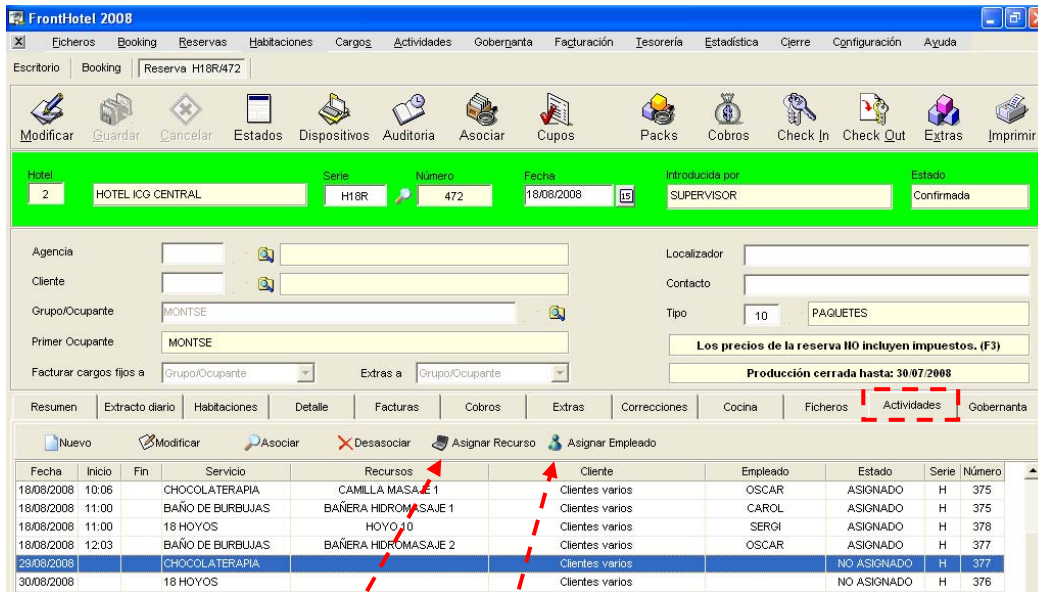 FrontHotel 2008
Ficheros Booking Reservas Habitaciones Cargos Actividades Gobernanta Facturación Tesorería Estadística Cierre Configuración Ayuda
Escritorio Booking Reserva H18R/472
Modificar Guardar Cancelar Estados Dispositivos Auditoria Asociar Cupos Packs Cobros Check In Check Out Extras Imprimir
Hotel Serie Número Fecha Introducida por Estado
2 HOTEL ICG CENTRAL H18R 472 18/08/2008 15 SUPERVISOR Confirmada
Agencia Localizador
Cliente Contacto
Grupo/Ocupante MONTSE Tipo 10 PAQUETES
Primer Ocupante MONTSE Los precios de la reserva NO incluyen impuestos. (F3)
Facturar cargos fijos a Grupo/Ocupante Extras a Grupo/Ocupante Producción cerrada hasta: 30/07/2008
Resumen Extracto diario Habitaciones Detalle Facturas Cobros Extras Correcciones Cocina Ficheros Actividades Gobernanta
Nuevo Modificar Asociar Desasociar Asignar Recurso Asignar Empleado
Fecha Inicio Fin Servicio Recursos Cliente Empleado Estado Serie Número
18/08/2008 10:06 CHOCOLATERAPIA CAMILLA MASAJE 1 Clientes varios OSCAR ASIGNADO H 375
18/08/2008 11:00 BAÑO DE BURBUJAS BAÑERA HIDROMASAJE 1 Clientes varios CAROL ASIGNADO H 375
18/08/2008 11:00 18 HOYOS HOYO 10 Clientes varios SERGI ASIGNADO H 378
18/08/2008 12:03 BAÑO DE BURBUJAS BAÑERA HIDROMASAJE 2 Clientes varios OSCAR ASIGNADO H 377
29/08/2008 CHOCOLATERAPIA Clientes varios NO ASIGNADO H 377
30/08/2008 18 HOYOS Clientes varios NO ASIGNADO H 376